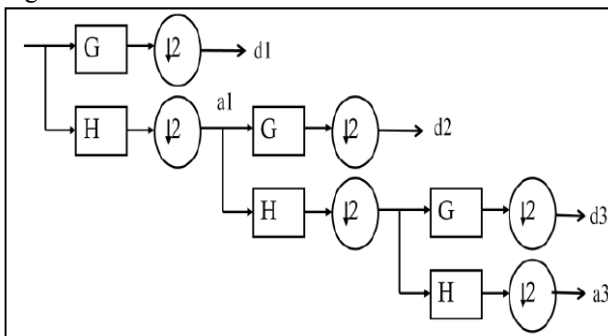 G ↓2 d1
H ↓2 a1 G ↓2 d2
H ↓2 G ↓2 d3
H ↓2 a3